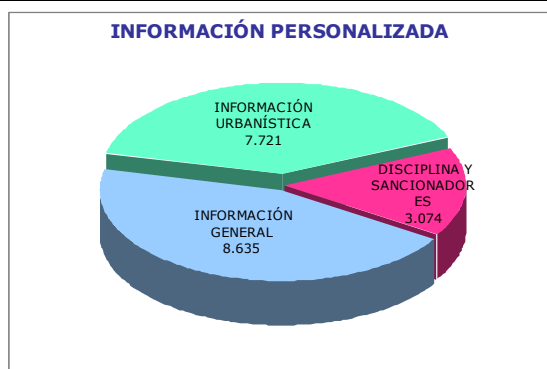 INFORMACIÓN PERSONALIZADA
INFORMACIÓN
URBANÍSTICA
7.721
DISCIPLINA Y
SANCIONADOR
ES
3.074
INFORMACIÓN
GENERAL
8.635